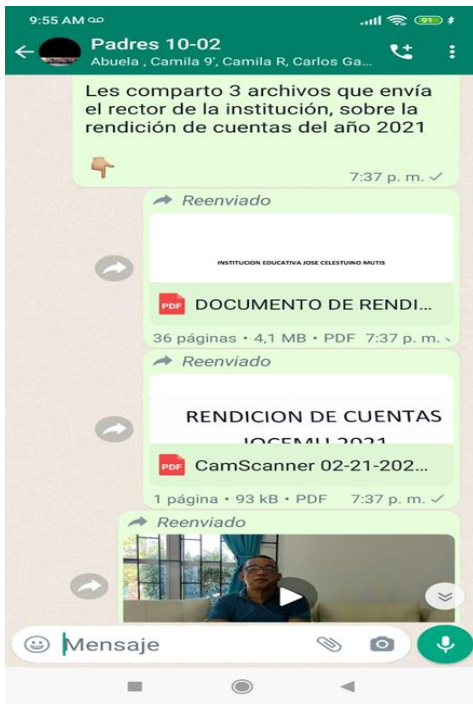 9:55 AM
91
Padres 10-02
Abuela , Camila 9', Camila R, Carlos Ga...
Les comparto 3 archivos que envía
el rector de la institución, sobre la
rendición de cuentas del año 2021
7:37 p. m.
Reenviado
INSTITUCION EDUCATIVA JOSE CELESTUINO MUTIS
PDF
DOCUMENTO DE RENDI...
36 páginas • 4,1 MB • PDF 7:37 p. m.
Reenviado
RENDICION DE CUENTAS
JOCEMU 2021
PDF
CamScanner 02-21-202...
1 página • 93 kB • PDF 7:37 p. m.
Reenviado
Mensaje